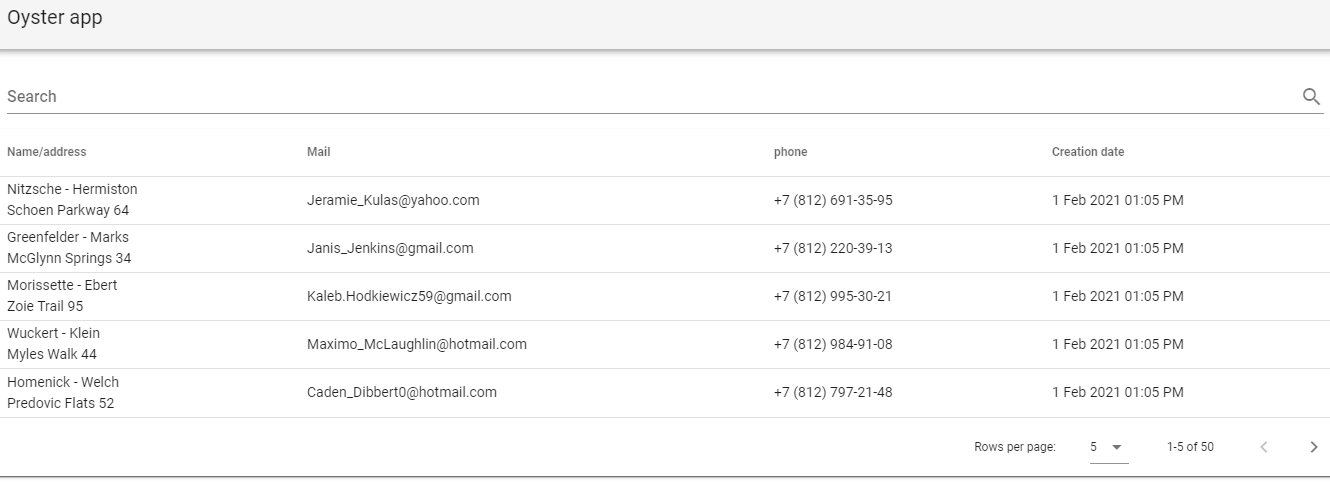 Oyster app
Search
Name/address Mail phone Creation date
Nitzsche - Hermiston
Schoen Parkway 64
Jeramie_Kulas@yahoo.com +7 (812) 691-35-95 1 Feb 2021 01:05 PM
Greenfelder - Marks
McGlynn Springs 34
Janis_Jenkins@gmail.com +7 (812) 220-39-13 1 Feb 2021 01:05 PM
Morissette - Ebert
Zoie Trail 95
Kaleb.Hodkiewicz59@gmail.com +7 (812) 995-30-21 1 Feb 2021 01:05 PM
Wuckert - Klein
Myles Walk 44
Maximo_McLaughlin@hotmail.com +7 (812) 984-91-08 1 Feb 2021 01:05 PM
Homenick - Welch
Predovic Flats 52
Caden_Dibbert0@hotmail.com +7 (812) 797-21-48 1 Feb 2021 01:05 PM
Rows per page: 5 1-5 of 50